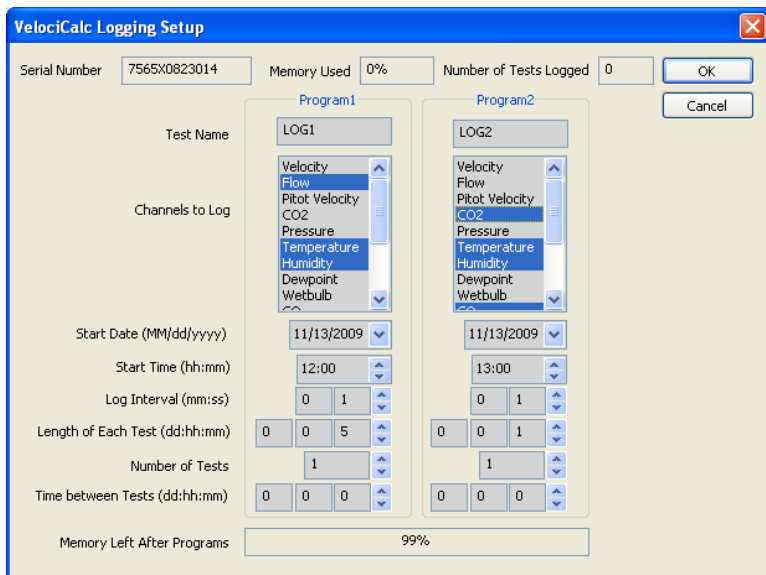 VelociCalc Logging Setup
Serial Number 7565X0823014 Memory Used 0% Number of Tests Logged 0 OK
Cancel
Program1 Program2
Test Name LOG1 LOG2
Channels to Log
Velocity
Flow
Pitot Velocity
CO2
Pressure
Temperature
Humidity
Dewpoint
Wetbulb
CO
Velocity
Flow
Pitot Velocity
CO2
Pressure
Temperature
Humidity
Dewpoint
Wetbulb
CO
Start Date (MM/dd/yyyy) 11/13/2009 11/13/2009
Start Time (hh:mm) 12:00 13:00
Log Interval (mm:ss) 0 1 0 1
Length of Each Test (dd:hh:mm) 0 0 5 0 0 1
Number of Tests 1 1
Time between Tests (dd:hh:mm) 0 0 0 0 0 0
Memory Left After Programs 99%